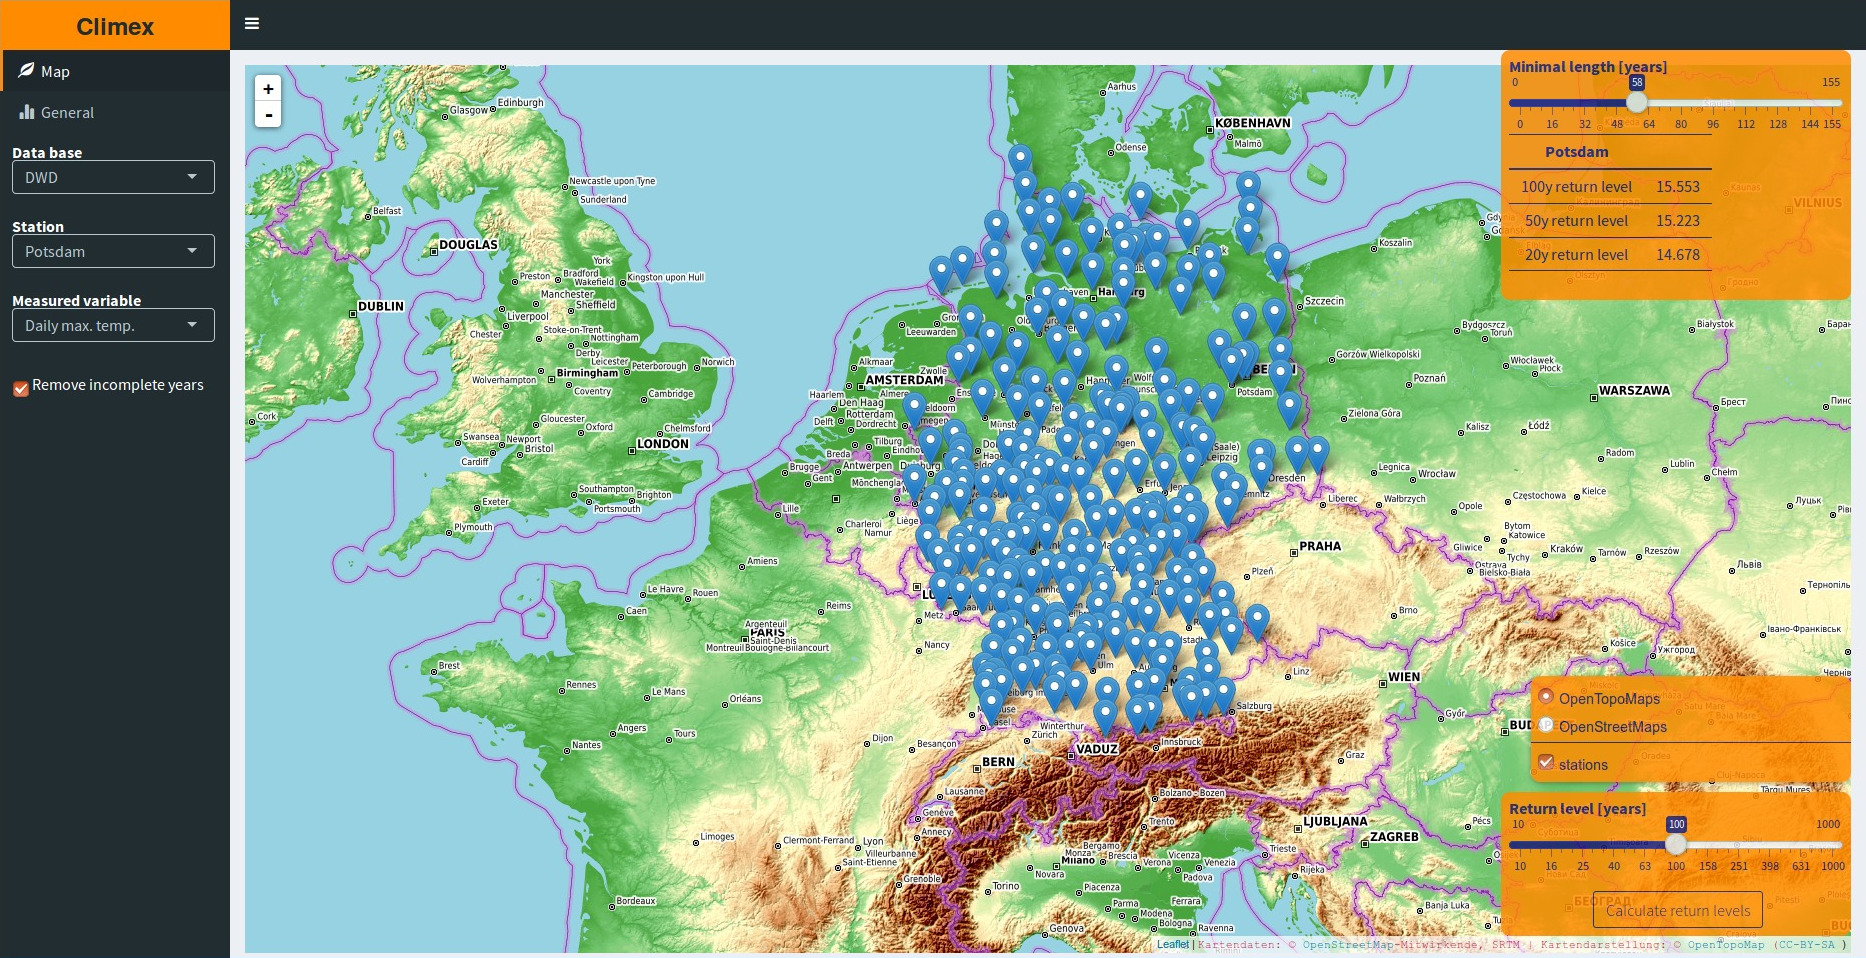 Climex
Map
General
Data base
DWD
Station
Potsdam
Measured variable
Daily max. temp.
Remove incomplete years
+
-
Minimal length [years]
0
58
155
0 16 32 48 64 80 96 112 128 144 155
Potsdam
100y return level 15.553
50y return level 15.223
20y return level 14.678
OpenTopoMaps
OpenStreetMaps
stations
Return level [years]
10
100
1000
10 16 25 40 63 100 158 251 398 631 1000
Calculate return levels
Glasgow
Edinburgh
Aarhus
KØBENHAVN
Malmö
Odense
Newcastle upon Tyne
Sunderland
Belfast
DOUGLAS
York
Preston
Bradford
Wakefield
Kingston upon Hull
Manchester
Sheffield
DUBLIN
Liverpool
Chester
Stoke-on-Trent
Nottingham
Derby
Leicester
Peterborough
Norwich
Wolverhampton
Birmingham
Coventry
Cambridge
Cork
Gloucester
Oxford
Chelmsford
Swansea
Newport
Bristol
LONDON
Cardiff
Southampton
Brighton
Portsmouth
Exeter
Plymouth
Leeuwarden
Alkmaar
Zwolle
Haarlem
AMSTERDAM
Almere
Den Haag
Rotterdam
Delft
Dordrecht
Tilburg
Breda
Brugge
Gent
Antwerpen
Lille
Charleroi
Namur
Liège
Potsdam
Leipzig
Dresden
Koszalin
Szczecin
Bydgoszcz
Toruń
Białystok
Gorzów Wielkopolski
Włocławek
Płock
Poznań
WARSZAWA
Брест
Zielona Góra
Kalisz
Łódź
Radom
Lublin
Chełm
Legnica
Wrocław
Liberec
Wałbrzych
Opole
Częstochowa
Kielce
Луцьк
PRAHA
Bytom
Katowice
Gliwice
Tychy
Kraków
Tarnów
Rzeszów
Львів
Plzeň
Ostrava
Bielsko-Biała
Brno
Івано-Франківськ
Košice
Ужгород
Amiens
Le Havre
Rouen
Caen
Reims
Metz
Nancy
Argenteuil
PARIS
Saint-Denis
Montreuil
Boulogne-Billancourt
Brest
Rennes
Le Mans
Orléans
Angers
Tours
Nantes
Dijon
Besançon
Ulm
Linz
WIEN
Salzburg
Győr
Winterthur
Zürich
VADUZ
Innsbruck
BERN
Graz
Lausanne
Genève
Annecy
Bolzano - Bozen
Trento
LJUBLJANA
ZAGREB
Pécs
Limoges
Clermont-Ferrand
Lyon
Villeurbanne
Saint-Etienne
Grenoble
Bergamo
Monza
Milano
Brescia
Vicenza
Verona
Venezia
Padova
Trieste
Rijeka
Novara
Torino
Piacenza
Bordeaux
Parma
Ferrara
Modena
Bologna
Genova
Ravenna
Banja Luka
VILNIUS
Kaunas
Olsztyn
Leaflet | Kartendaten: © OpenStreetMap-Mitwirkende, SRTM | Kartendarstellung: © OpenTopoMap (CC-BY-SA )